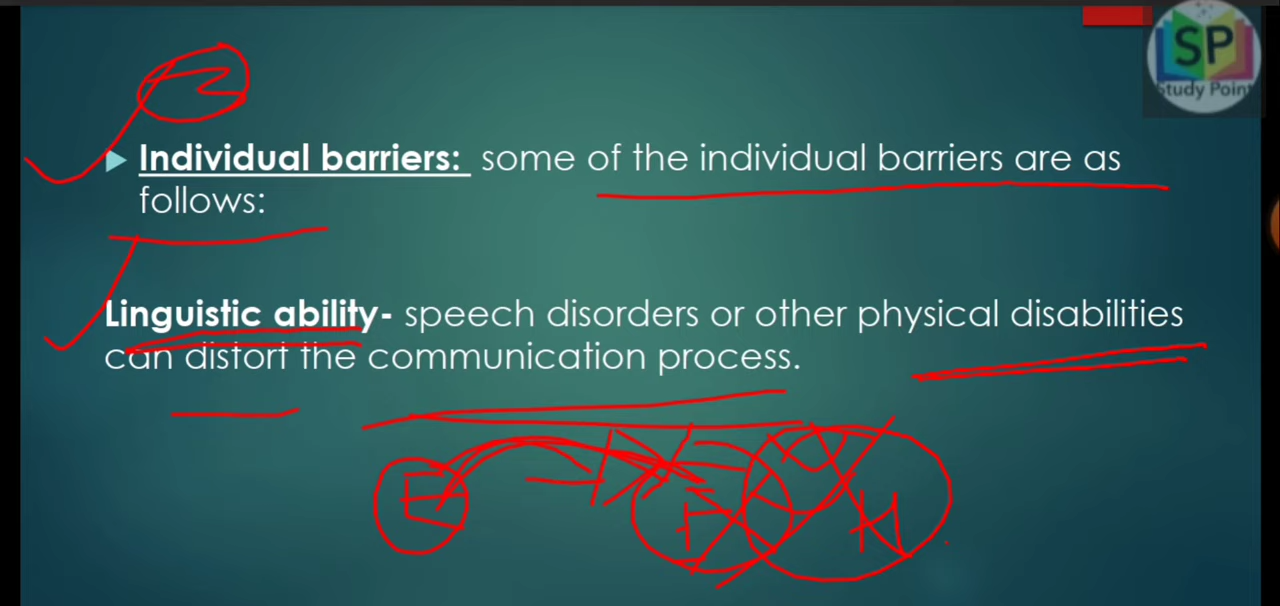 SP
Study Point
3
Individual barriers: some of the individual barriers are as
follows:
Linguistic ability- speech disorders or other physical disabilities
can distort the communication process.
E